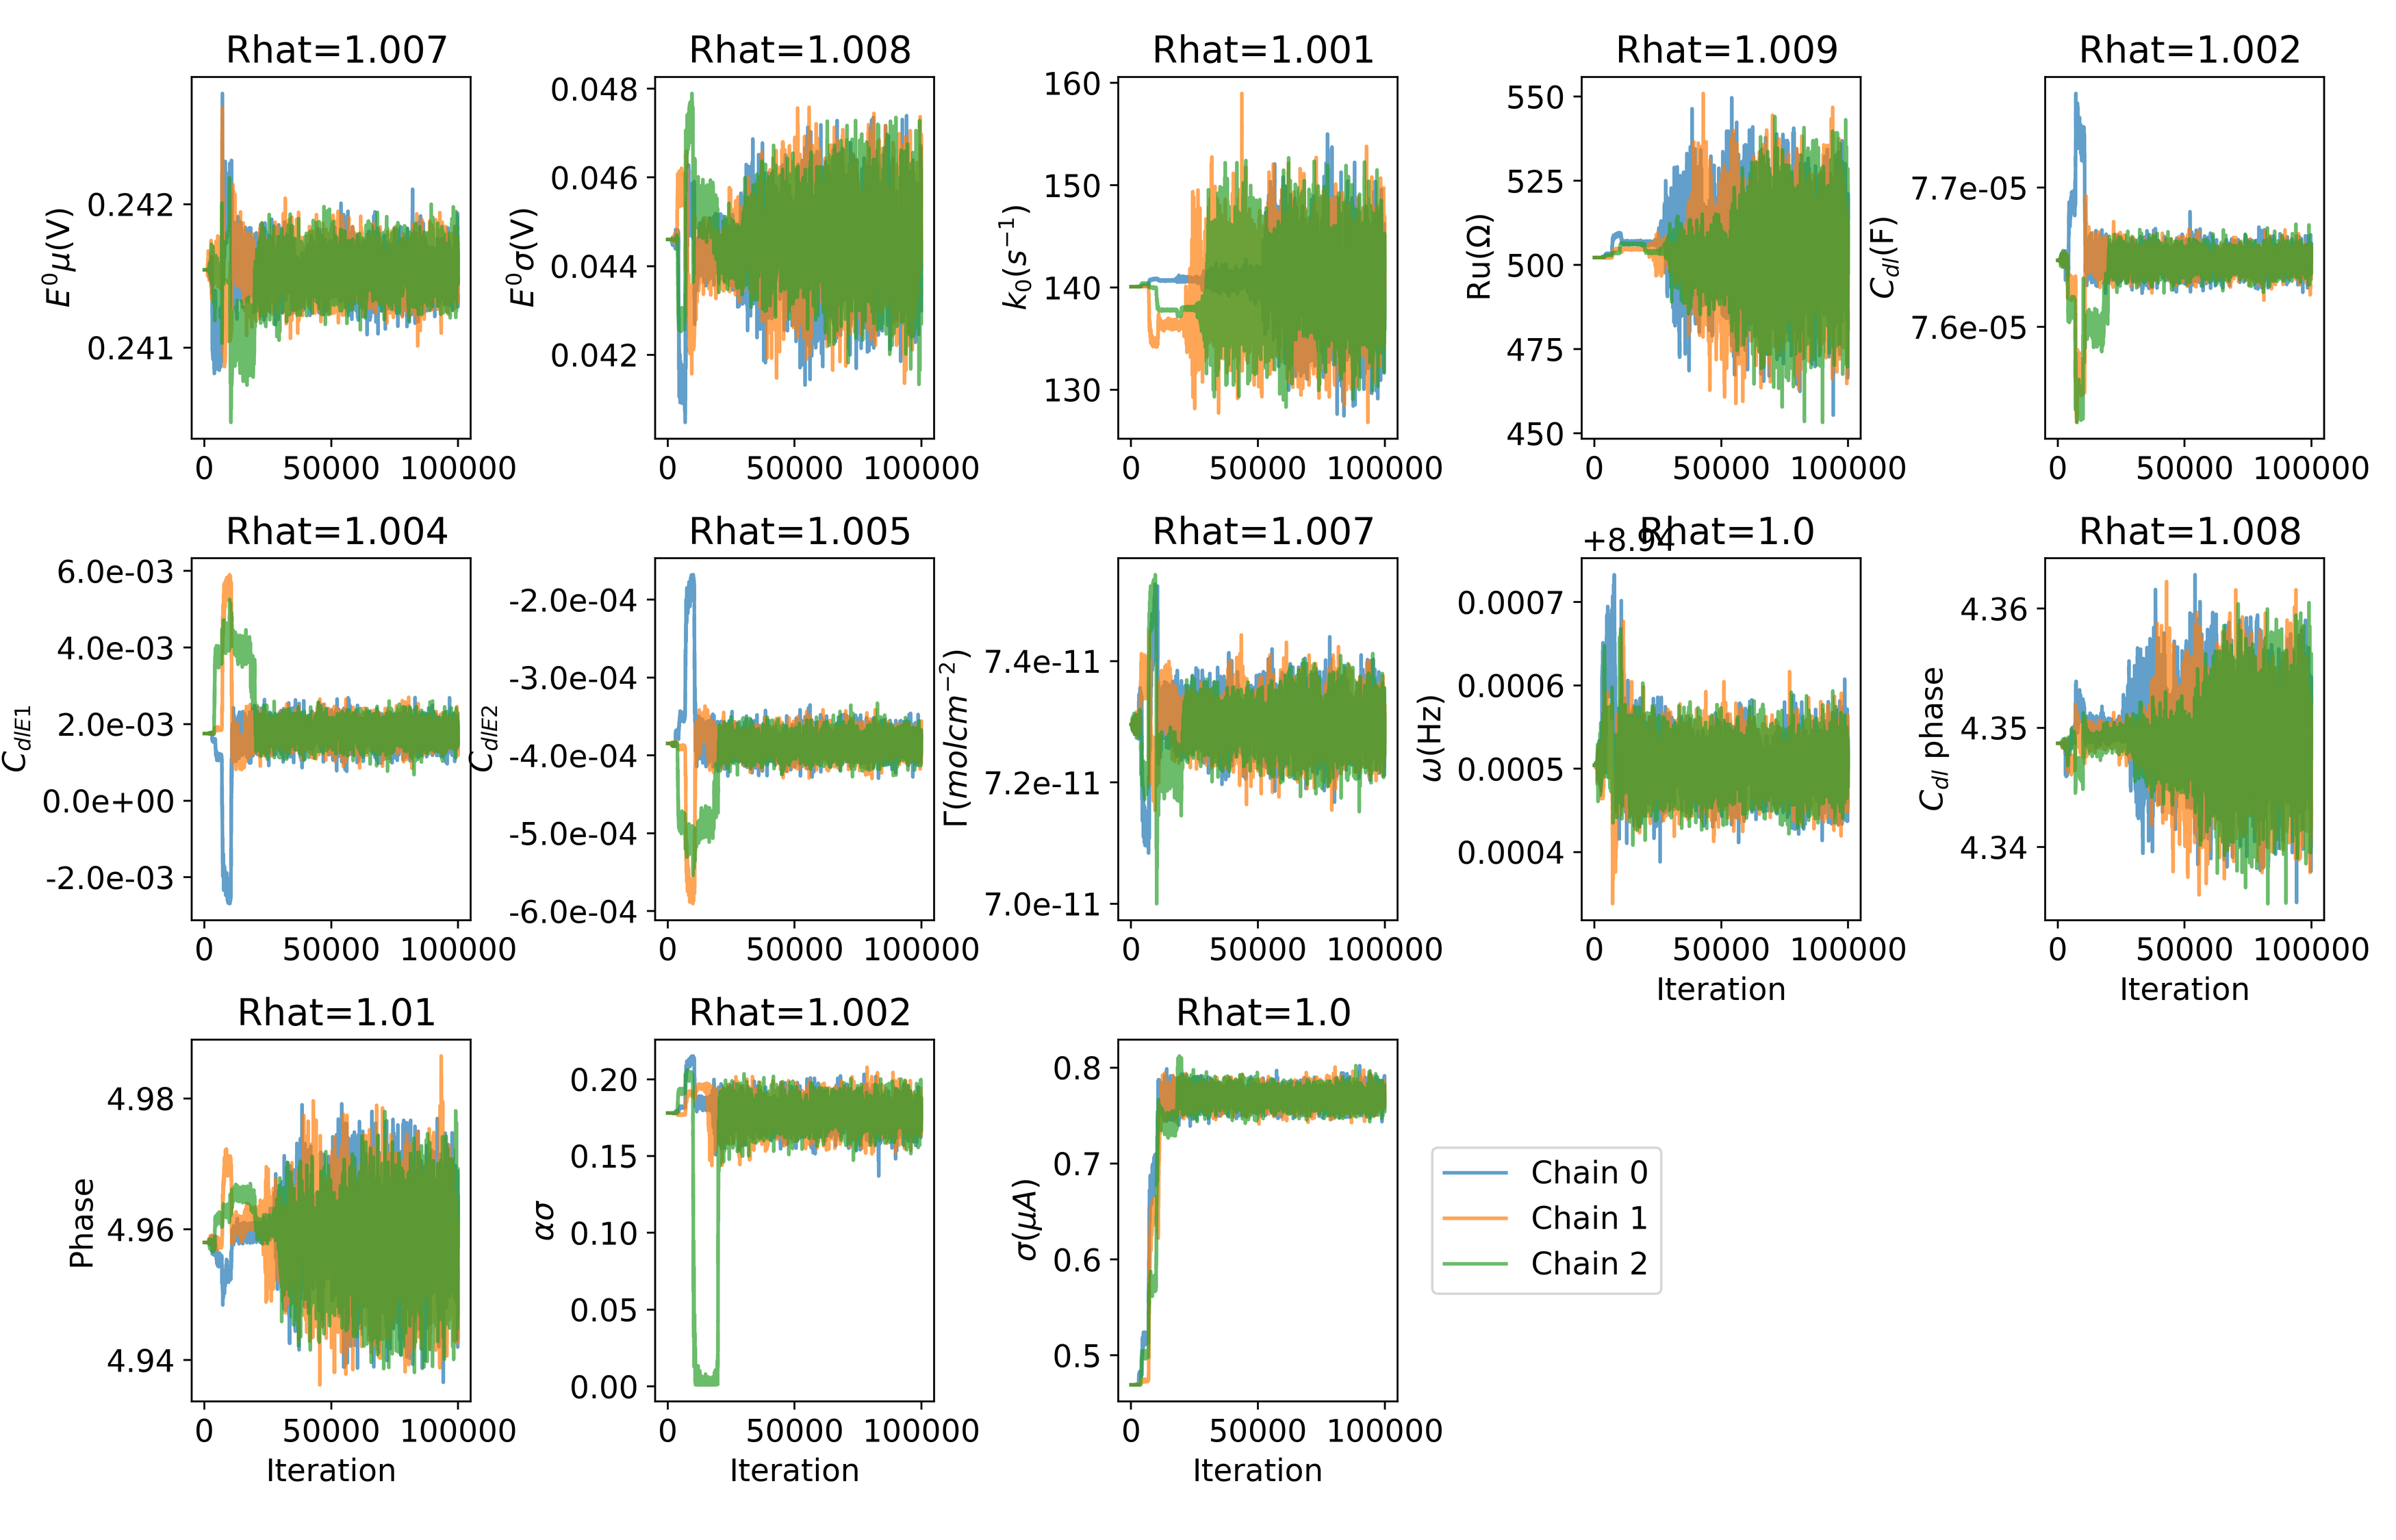 Rhat=1.007 Rhat=1.008 Rhat=1.001 Rhat=1.009 Rhat=1.002
E⁰μ(V)
0.242
0.241
0 50000 100000
E⁰σ(V)
0.048
0.046
0.044
0.042
0 50000 100000
k₀(s⁻¹)
160
150
140
130
0 50000 100000
Ru(Ω)
550
525
500
475
450
0 50000 100000
C_dl(F)
7.7e-05
7.6e-05
0 50000 100000
Rhat=1.004 Rhat=1.005 Rhat=1.007 Rhat=1.0 Rhat=1.008
C_dlE1
6.0e-03
4.0e-03
2.0e-03
0.0e+00
-2.0e-03
0 50000 100000
C_dlE2
-2.0e-04
-3.0e-04
-4.0e-04
-5.0e-04
-6.0e-04
0 50000 100000
Γ(molcm⁻²)
7.4e-11
7.2e-11
7.0e-11
0 50000 100000
+8.94
ω(Hz)
0.0007
0.0006
0.0005
0.0004
0 50000 100000
Iteration
C_dl phase
4.36
4.35
4.34
0 50000 100000
Iteration
Rhat=1.01 Rhat=1.002 Rhat=1.0
Phase
4.98
4.96
4.94
0 50000 100000
Iteration
ασ
0.20
0.15
0.10
0.05
0.00
0 50000 100000
Iteration
σ(μA)
0.8
0.7
0.6
0.5
0 50000 100000
Iteration
Chain 0
Chain 1
Chain 2